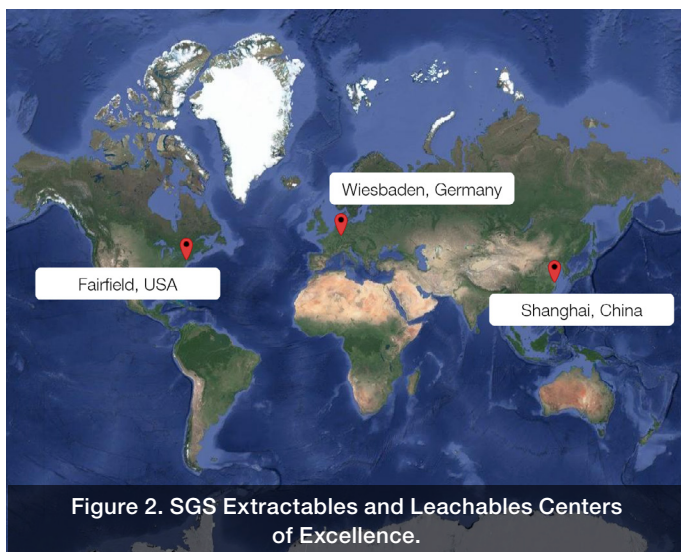 Wiesbaden, Germany
Fairfield, USA
Shanghai, China
Figure 2. SGS Extractables and Leachables Centers
of Excellence.